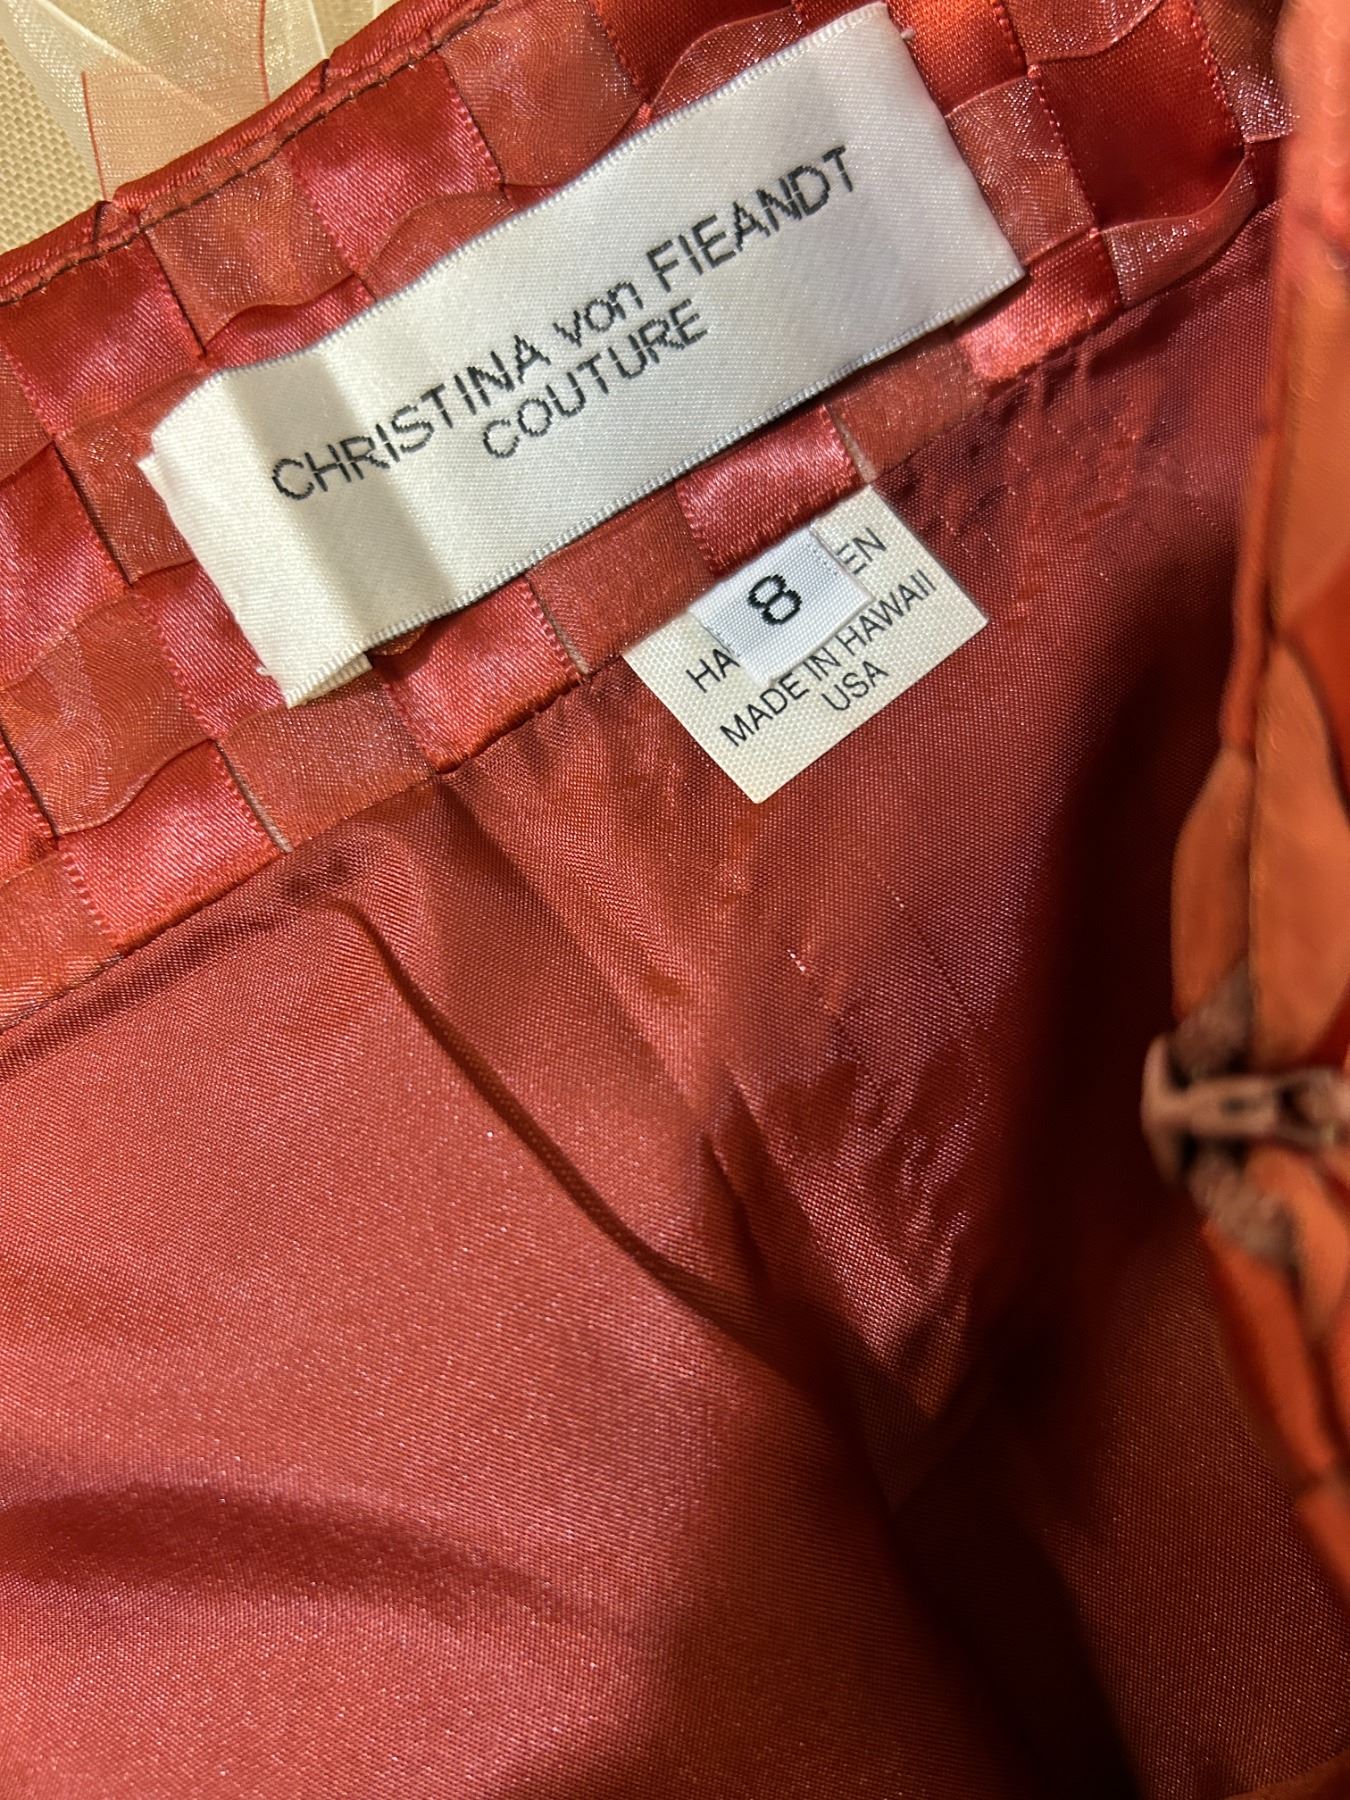 CHRISTINA von FIEANDT
COUTURE
8
MADE IN HAWAII
USA